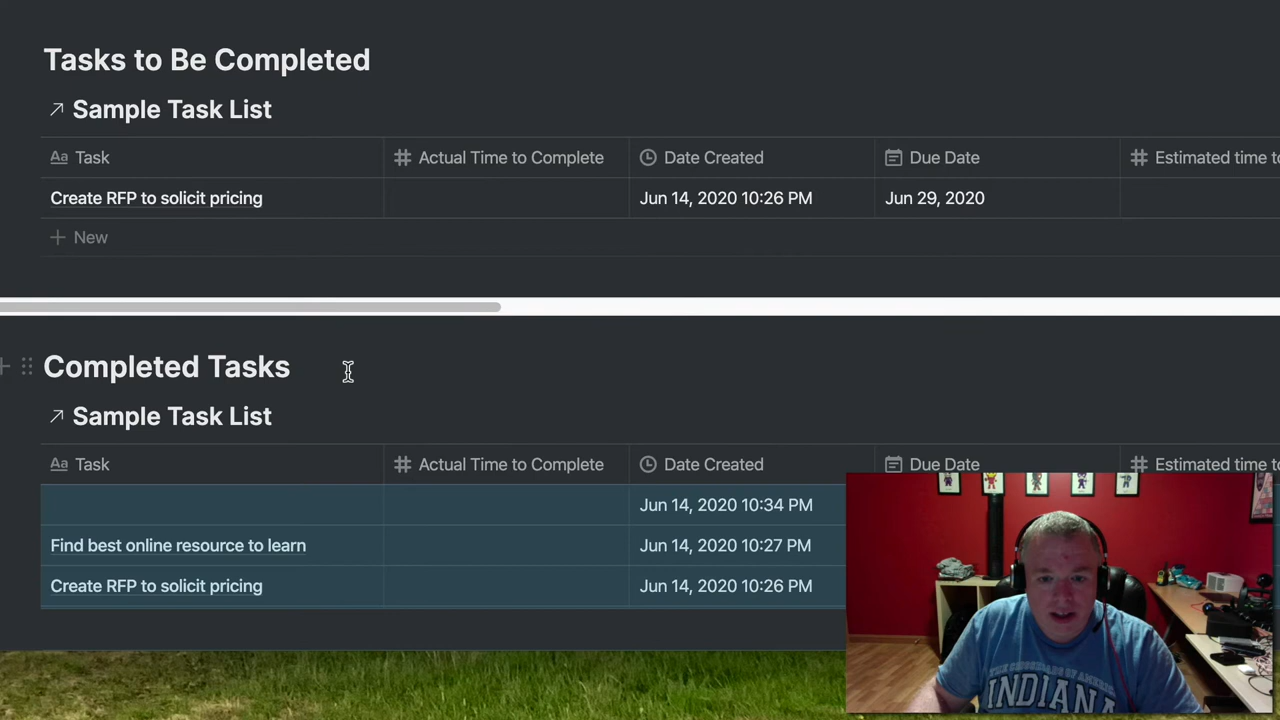 Tasks to Be Completed
Sample Task List
Aa Task
Actual Time to Complete
Date Created
Due Date
Estimated time to
Create RFP to solicit pricing
Jun 14, 2020 10:26 PM
Jun 29, 2020
New
Completed Tasks
Sample Task List
Aa Task
Actual Time to Complete
Date Created
Due Date
Estimated time to
Jun 14, 2020 10:34 PM
Find best online resource to learn
Jun 14, 2020 10:27 PM
Create RFP to solicit pricing
Jun 14, 2020 10:26 PM
INDIANA